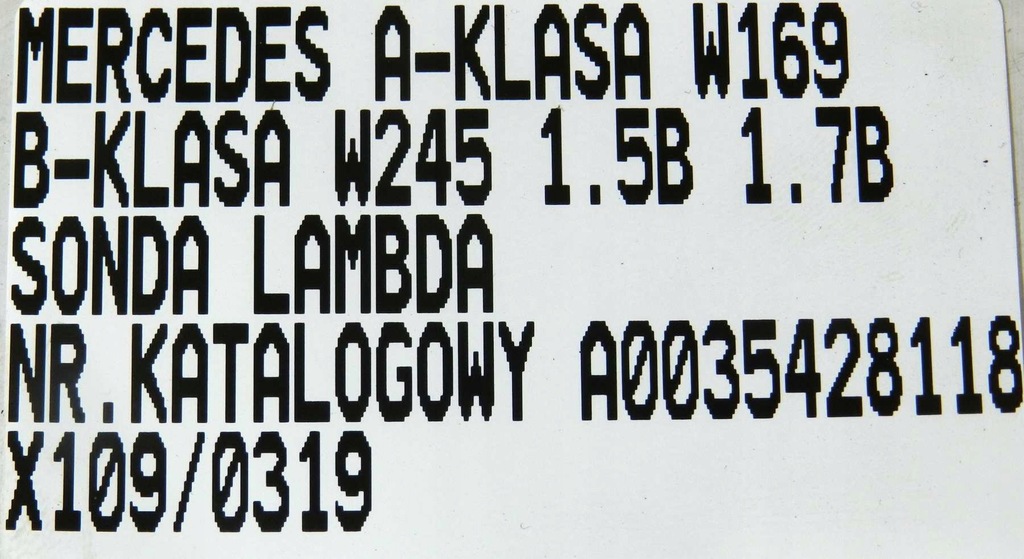 MERCEDES A-KLASA W169
B-KLASA W245 1.5B 1.7B
SONDA LAMBDA
NR.KATALOGOWY A0035428118
X109/0319